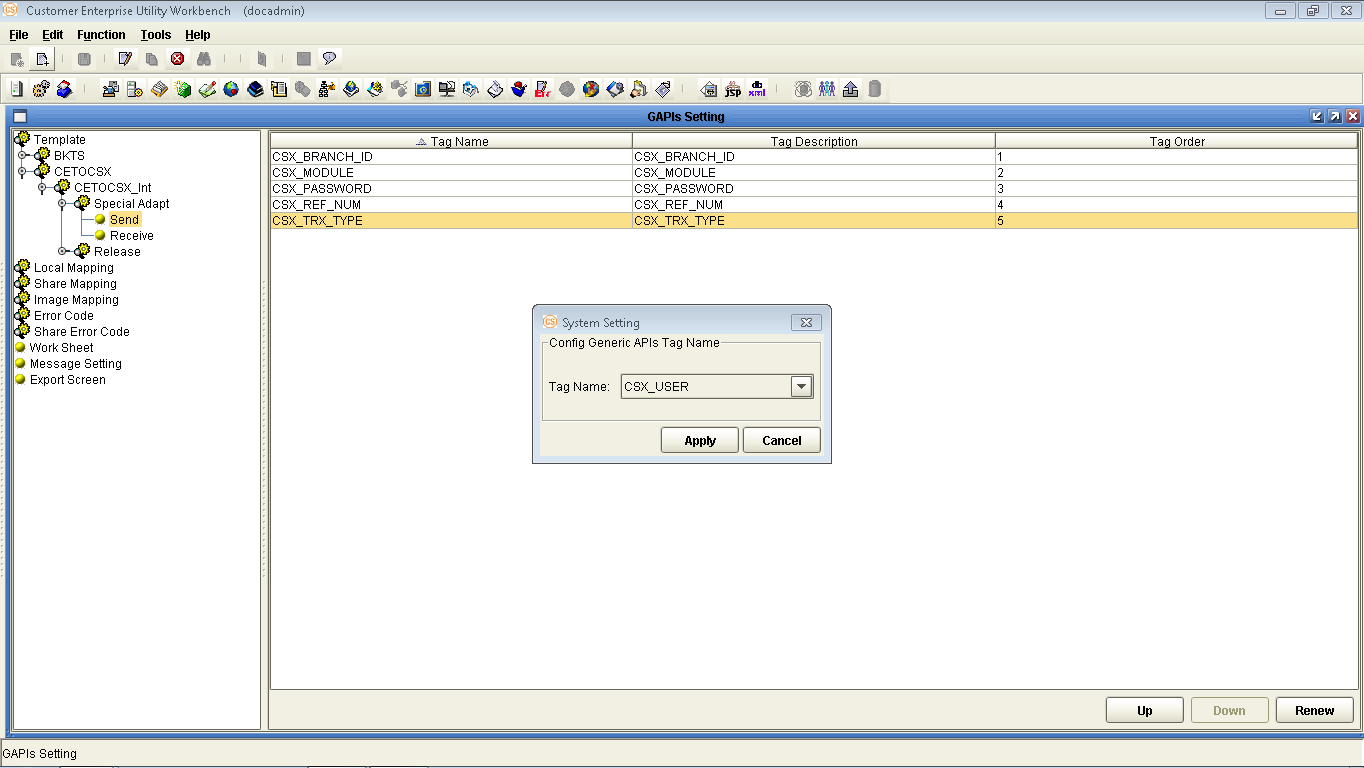 Customer Enterprise Utility Workbench (docadmin)
File Edit Function Tools Help
GAPIs Setting
Template
BKTS
CETOCSX
CETOCSX_Int
Special Adapt
Send
Receive
Release
Local Mapping
Share Mapping
Image Mapping
Error Code
Share Error Code
Work Sheet
Message Setting
Export Screen
Tag Name Tag Description Tag Order
CSX_BRANCH_ID CSX_BRANCH_ID 1
CSX_MODULE CSX_MODULE 2
CSX_PASSWORD CSX_PASSWORD 3
CSX_REF_NUM CSX_REF_NUM 4
CSX_TRX_TYPE CSX_TRX_TYPE 5
System Setting
Config Generic APIs Tag Name
Tag Name: CSX_USER
Apply Cancel
Up Down Renew
GAPIs Setting